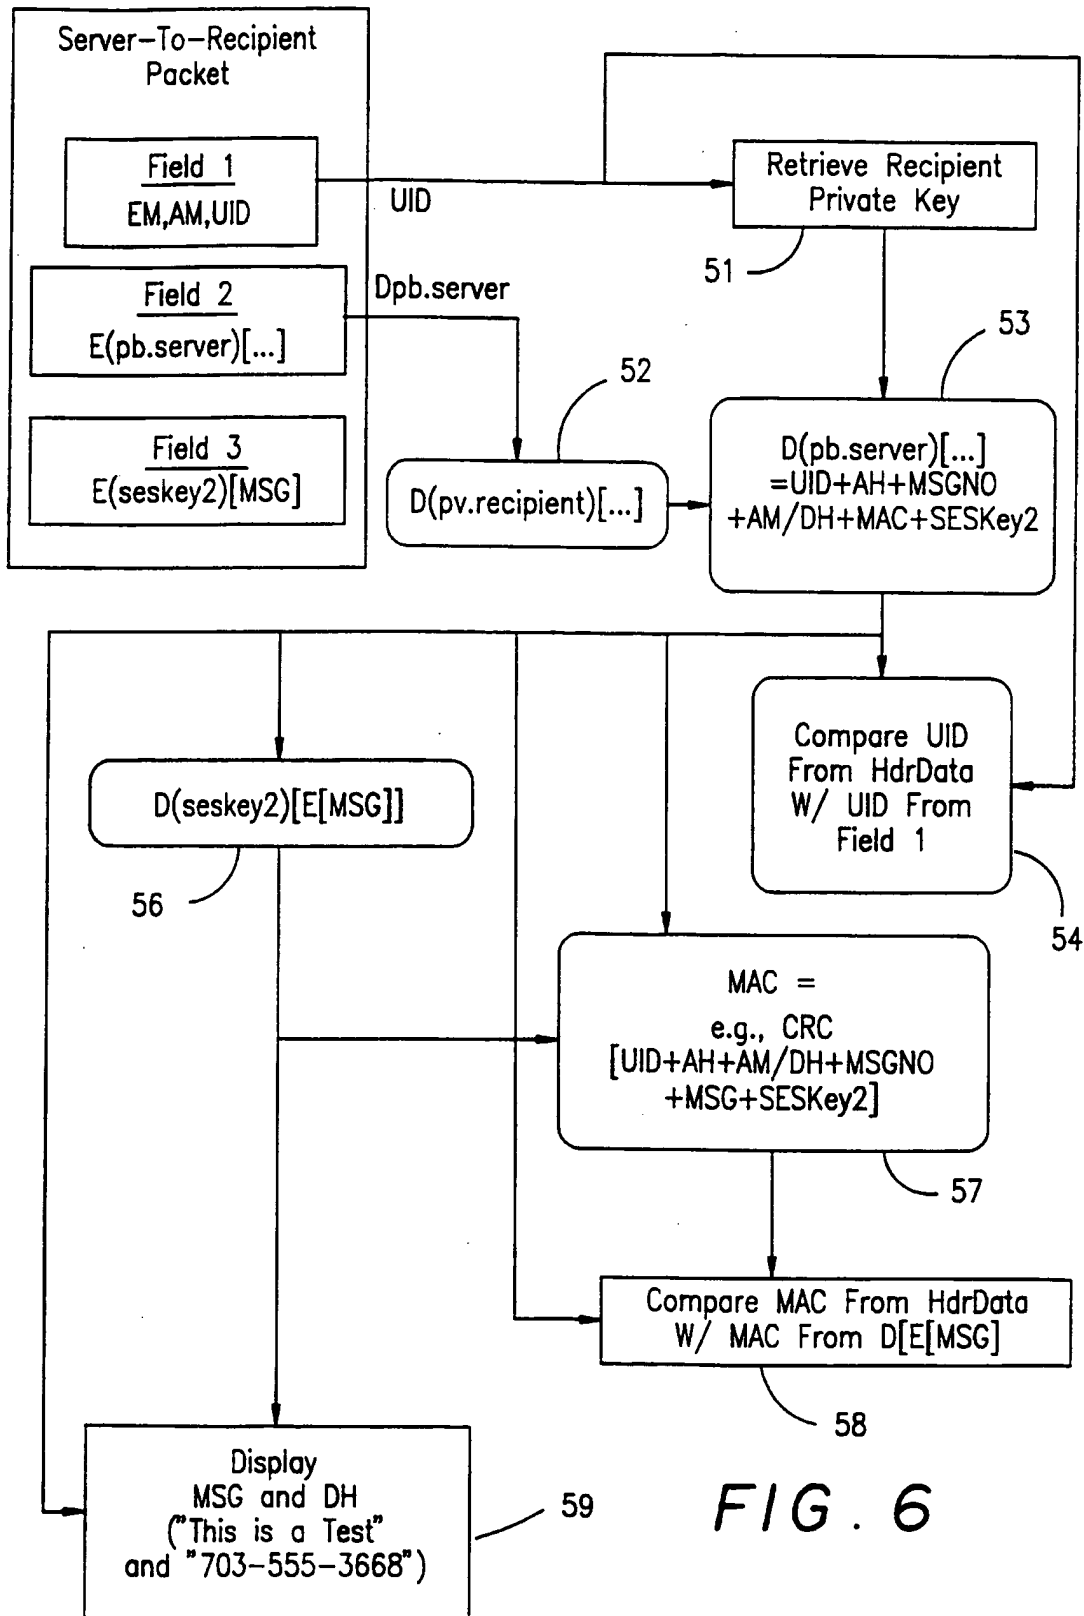 Server-To-Recipient
Packet
Field 1
EM,AM,UID
UID
Retrieve Recipient
Private Key
51
Field 2
E(pb.server)[...]
Dpb.server
52
53
Field 3
E(seskey2)[MSG]
D(pv.recipient)[...]
D(pb.server)[...]
=UID+AH+MSGNO
+AM/DH+MAC+SESKey2
Compare UID
From HdrData
W/ UID From
Field 1
54
D(seskey2)[E[MSG]]
56
MAC =
e.g., CRC
[UID+AH+AM/DH+MSGNO
+MSG+SESKey2]
57
Compare MAC From HdrData
W/ MAC From D[E[MSG]
58
Display
MSG and DH
("This is a Test"
and "703-555-3668")
59
FIG. 6